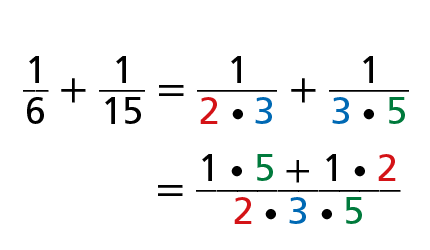 1/6 + 1/15 = 1/(2 • 3) + 1/(3 • 5)
= (1 • 5 + 1 • 2)/(2 • 3 • 5)